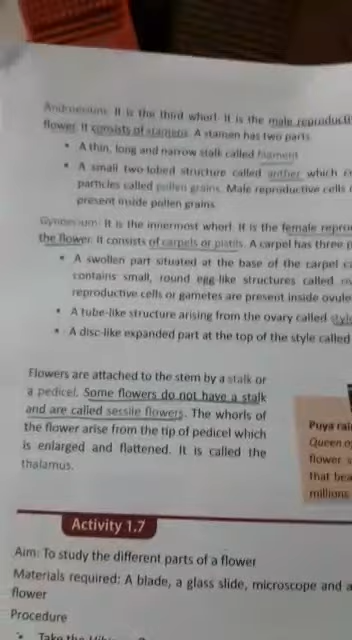 Androecium: It is the third whorl. It is the male
flower. It consists of stamens. A stamen has two parts.
• A thin, long and narrow stalk called filament
• A small two-lobed structure called anther which
particles called pollen grains. Male reproductive cells
present inside pollen grains.
Gynoecium: It is the innermost whorl. It is the female
the flower. It consists of carpels or pistils. A carpel has three
• A swollen part situated at the base of the carpel
contains small, round egg-like structures called
reproductive cells or gametes are present inside
• A tube-like structure arising from the ovary called
• A disc-like expanded part at the top of the style called
Flowers are attached to the stem by a stalk or
a pedicel. Some flowers do not have a stalk
and are called sessile flowers. The whorls of
the flower arise from the tip of pedicel which
is enlarged and flattened. It is called the
thalamus.
Puya
Queen
flower
that
millions
Activity 1.7
Aim: To study the different parts of a flower
Materials required: A blade, a glass slide, microscope and
flower
Procedure
• Take the